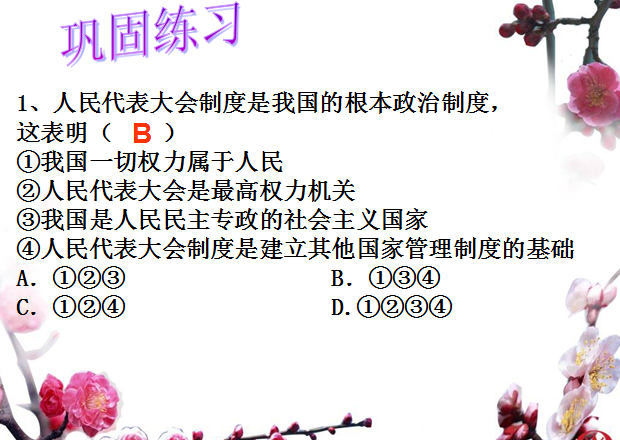 巩固练习
1、人民代表大会制度是我国的根本政治制度，
这表明（ B ）
①我国一切权力属于人民
②人民代表大会是最高权力机关
③我国是人民民主专政的社会主义国家
④人民代表大会制度是建立其他国家管理制度的基础
A．①②③ B．①③④
C．①②④ D.①②③④